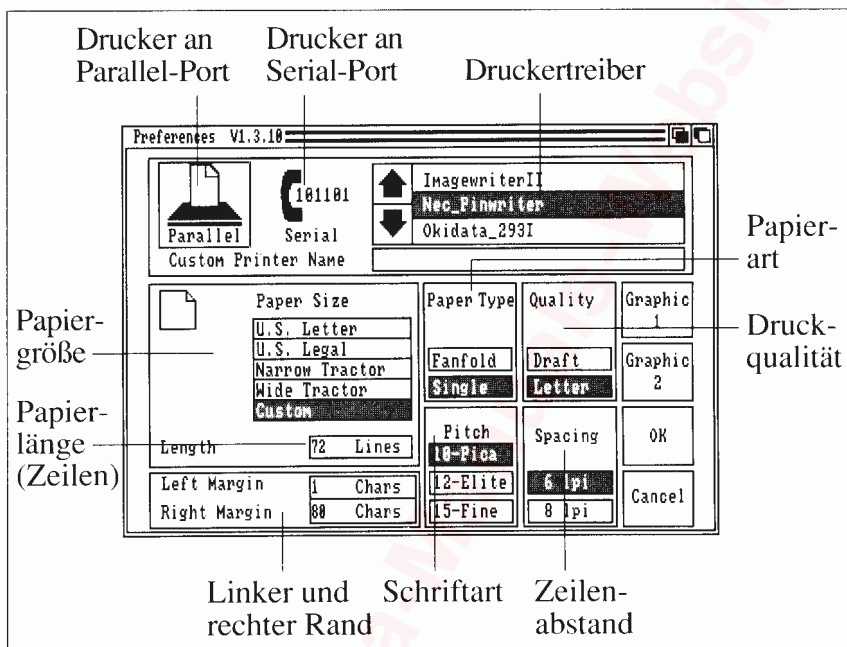 Drucker an
Parallel-Port
Drucker an
Serial-Port
Druckertreiber
Preferences V1.3.10
Parallel
101101
Serial
ImagewriterII
Nec_Pinwriter
Okidata_293I
Custom Printer Name
Papier-
art
Papier-
größe
Paper Size
U.S. Letter
U.S. Legal
Narrow Tractor
Wide Tractor
Custom
Paper Type
Fanfold
Single
Quality
Draft
Letter
Graphic
1
Graphic
2
Druck-
qualität
Papier-
länge
(Zeilen)
Length
72 Lines
Left Margin
1 Chars
Right Margin
80 Chars
Pitch
10-Pica
12-Elite
15-Fine
Spacing
6 lpi
8 lpi
OK
Cancel
Linker und
rechter Rand
Schriftart
Zeilen-
abstand